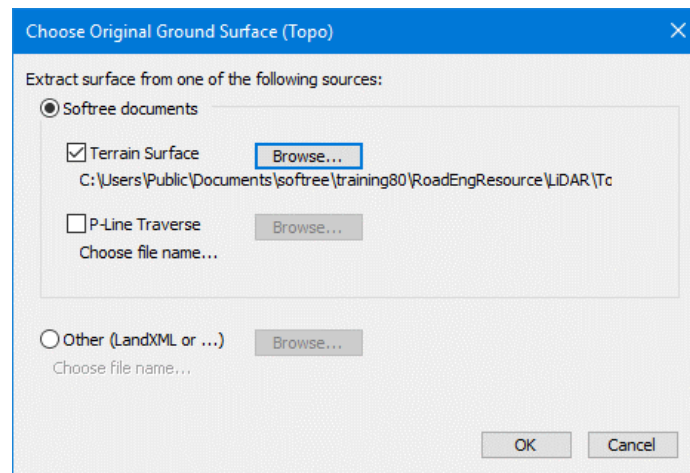 Choose Original Ground Surface (Topo)
Extract surface from one of the following sources:
Softree documents
Terrain Surface Browse...
C:\Users\Public\Documents\softree\training80\RoadEngResource\LiDAR\Tc
P-Line Traverse Browse...
Choose file name...
Other (LandXML or ...) Browse...
Choose file name...
OK Cancel